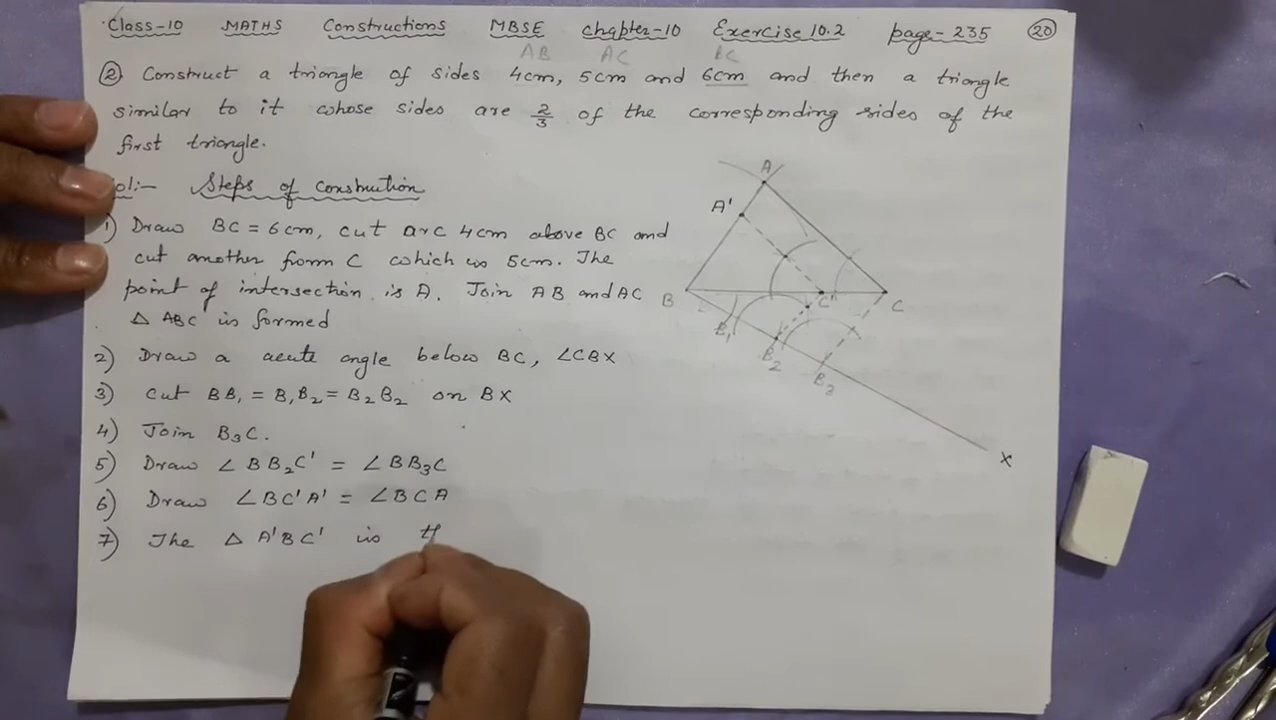 Class-10 MATHS Constructions MBSE Chapter-10 Exercise 10.2 page-235 20
AB AC BC
② Construct a triangle of sides 4cm, 5cm and 6cm and then a triangle
similar to it whose sides are 2/3 of the corresponding sides of the
first triangle.
ol:- Steps of construction
1) Draw BC = 6cm, cut arc 4cm above BC and
cut another from C which is 5cm. The
point of intersection is A. Join AB and AC
△ ABC is formed
2) Draw a acute angle below BC, ∠CBX
3) Cut BB₁ = B₁B₂ = B₂B₂ on BX
4) Join B₃C.
5) Draw ∠BB₂C' = ∠BB₃C
6) Draw ∠BC'A' = ∠BCA
7) The △ A'BC' is
A
A'
B C' C
B₁
B₂
B₃
X